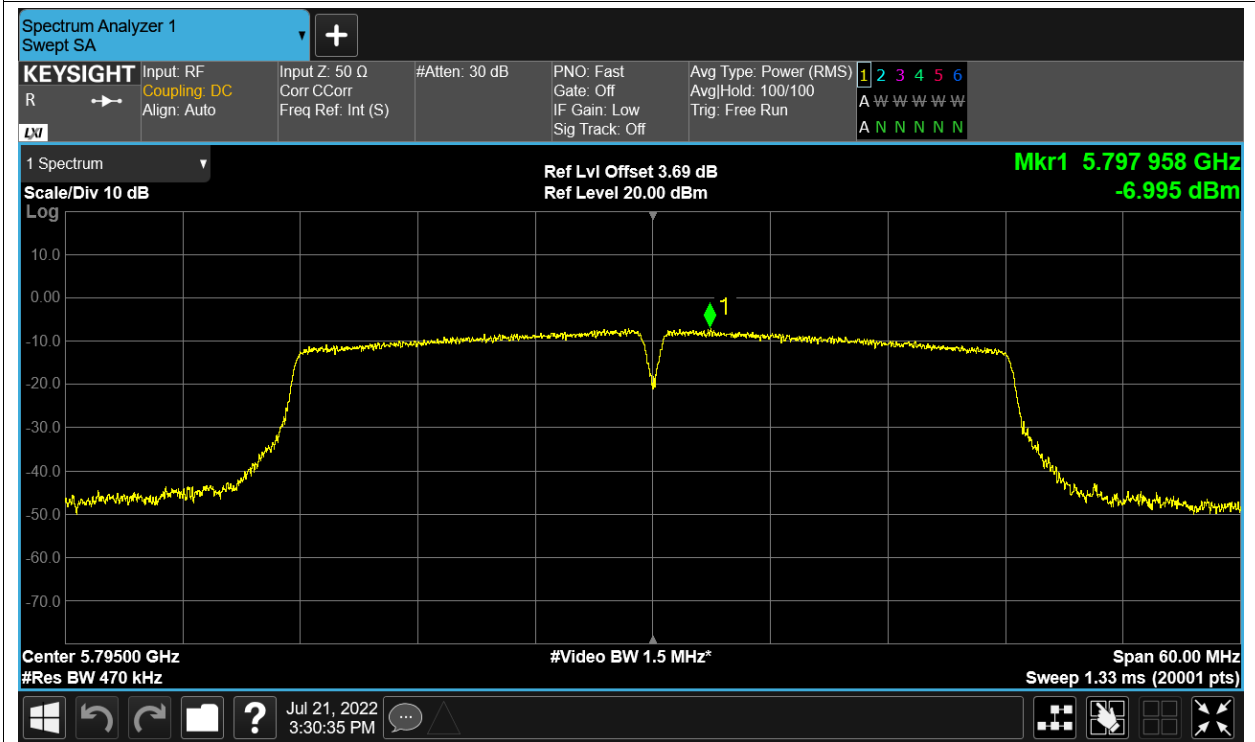 Spectrum Analyzer 1
Swept SA
+
KEYSIGHT
R
LXI
Input: RF
Coupling: DC
Align: Auto
Input Z: 50 Ω
Corr CCorr
Freq Ref: Int (S)
#Atten: 30 dB
PNO: Fast
Gate: Off
IF Gain: Low
Sig Track: Off
Avg Type: Power (RMS)
Avg|Hold: 100/100
Trig: Free Run
1 2 3 4 5 6
A W W W W W
A N N N N N
1 Spectrum
Scale/Div 10 dB
Log
Ref Lvl Offset 3.69 dB
Ref Level 20.00 dBm
Mkr1 5.797 958 GHz
-6.995 dBm
10.0
0.00
-10.0
-20.0
-30.0
-40.0
-50.0
-60.0
-70.0
1
Center 5.79500 GHz
#Res BW 470 kHz
#Video BW 1.5 MHz*
Span 60.00 MHz
Sweep 1.33 ms (20001 pts)
?
Jul 21, 2022
3:30:35 PM